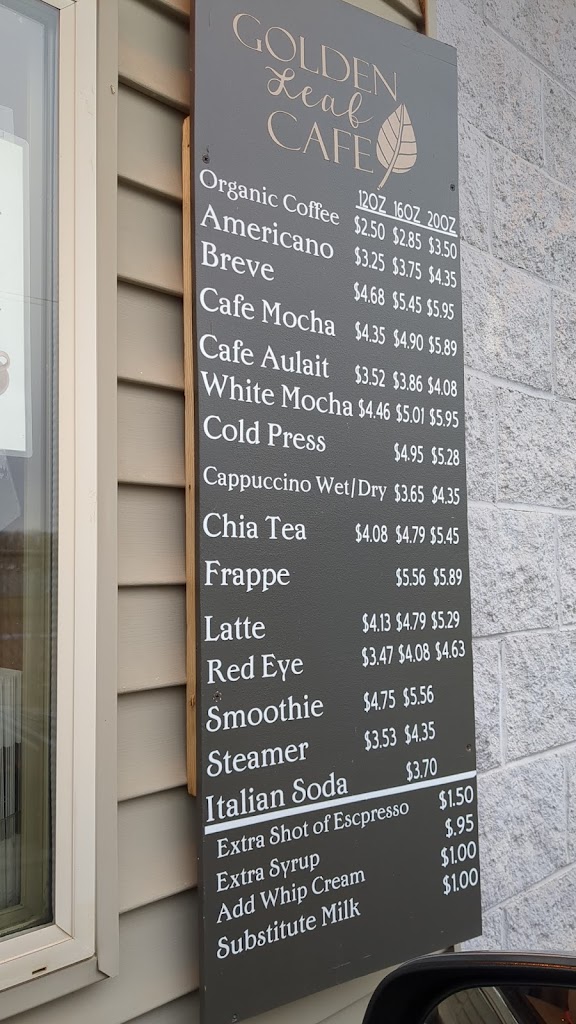 GOLDEN
Leaf
CAFE
12OZ 16OZ 20OZ
Organic Coffee $2.50 $2.85 $3.50
Americano $3.25 $3.75 $4.35
Breve $4.68 $5.45 $5.95
Cafe Mocha $4.35 $4.90 $5.89
Cafe Aulait $3.52 $3.86 $4.08
White Mocha $4.46 $5.01 $5.95
Cold Press $4.95 $5.28
Cappuccino Wet/Dry $3.65 $4.35
Chia Tea $4.08 $4.79 $5.45
Frappe $5.56 $5.89
Latte $4.13 $4.79 $5.29
Red Eye $3.47 $4.08 $4.63
Smoothie $4.75 $5.56
Steamer $3.53 $4.35
Italian Soda $3.70
Extra Shot of Escpresso $1.50
Extra Syrup $.95
Add Whip Cream $1.00
Substitute Milk $1.00